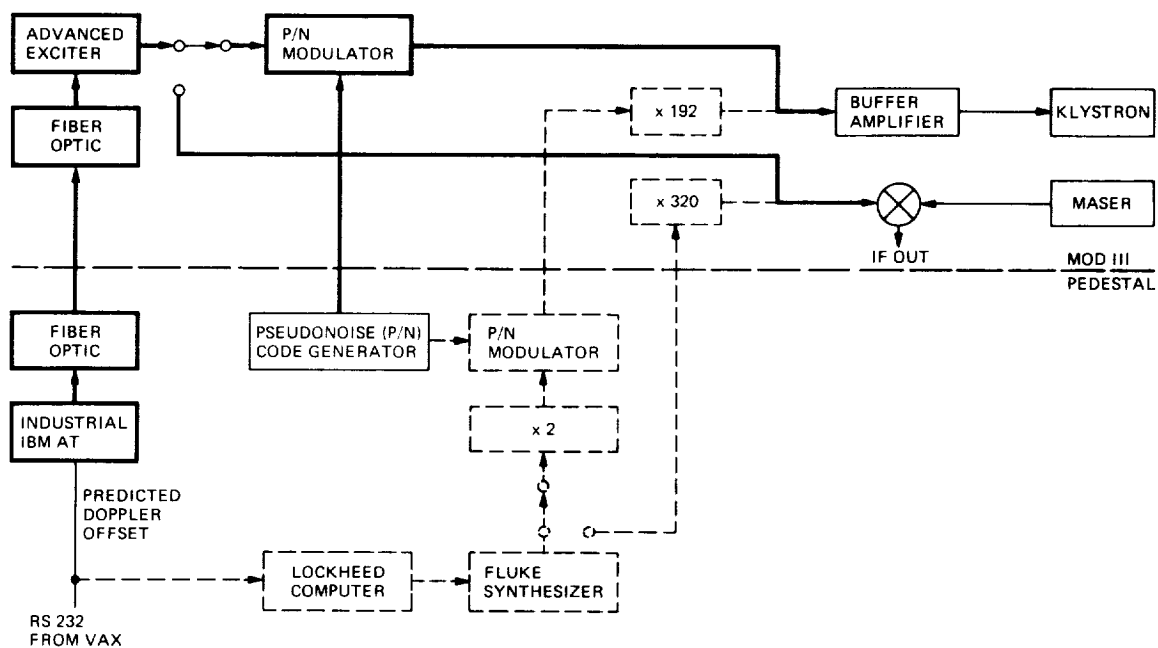 ADVANCED
EXCITER
P/N
MODULATOR
FIBER
OPTIC
x 192
BUFFER
AMPLIFIER
KLYSTRON
x 320
MASER
IF OUT
MOD III
PEDESTAL
FIBER
OPTIC
PSEUDONOISE (P/N)
CODE GENERATOR
P/N
MODULATOR
INDUSTRIAL
IBM AT
x 2
PREDICTED
DOPPLER
OFFSET
LOCKHEED
COMPUTER
FLUKE
SYNTHESIZER
RS 232
FROM VAX